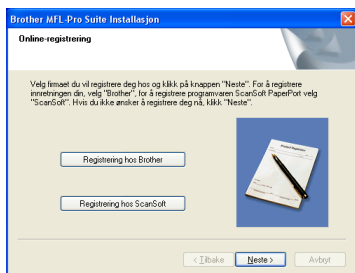 Brother MFL-Pro Suite Installasjon
Online-registrering
Velg firmaet du vil registrere deg hos og klikk på knappen "Neste". For å registrere
innretningen din, velg "Brother", for å registrere programvaren ScanSoft PaperPort velg
"ScanSoft". Hvis du ikke ønsker å registrere deg nå, klikk "Neste".
Registrering hos Brother
Product Registration
Registrering hos ScanSoft
< Tilbake
Neste >
Avbryt